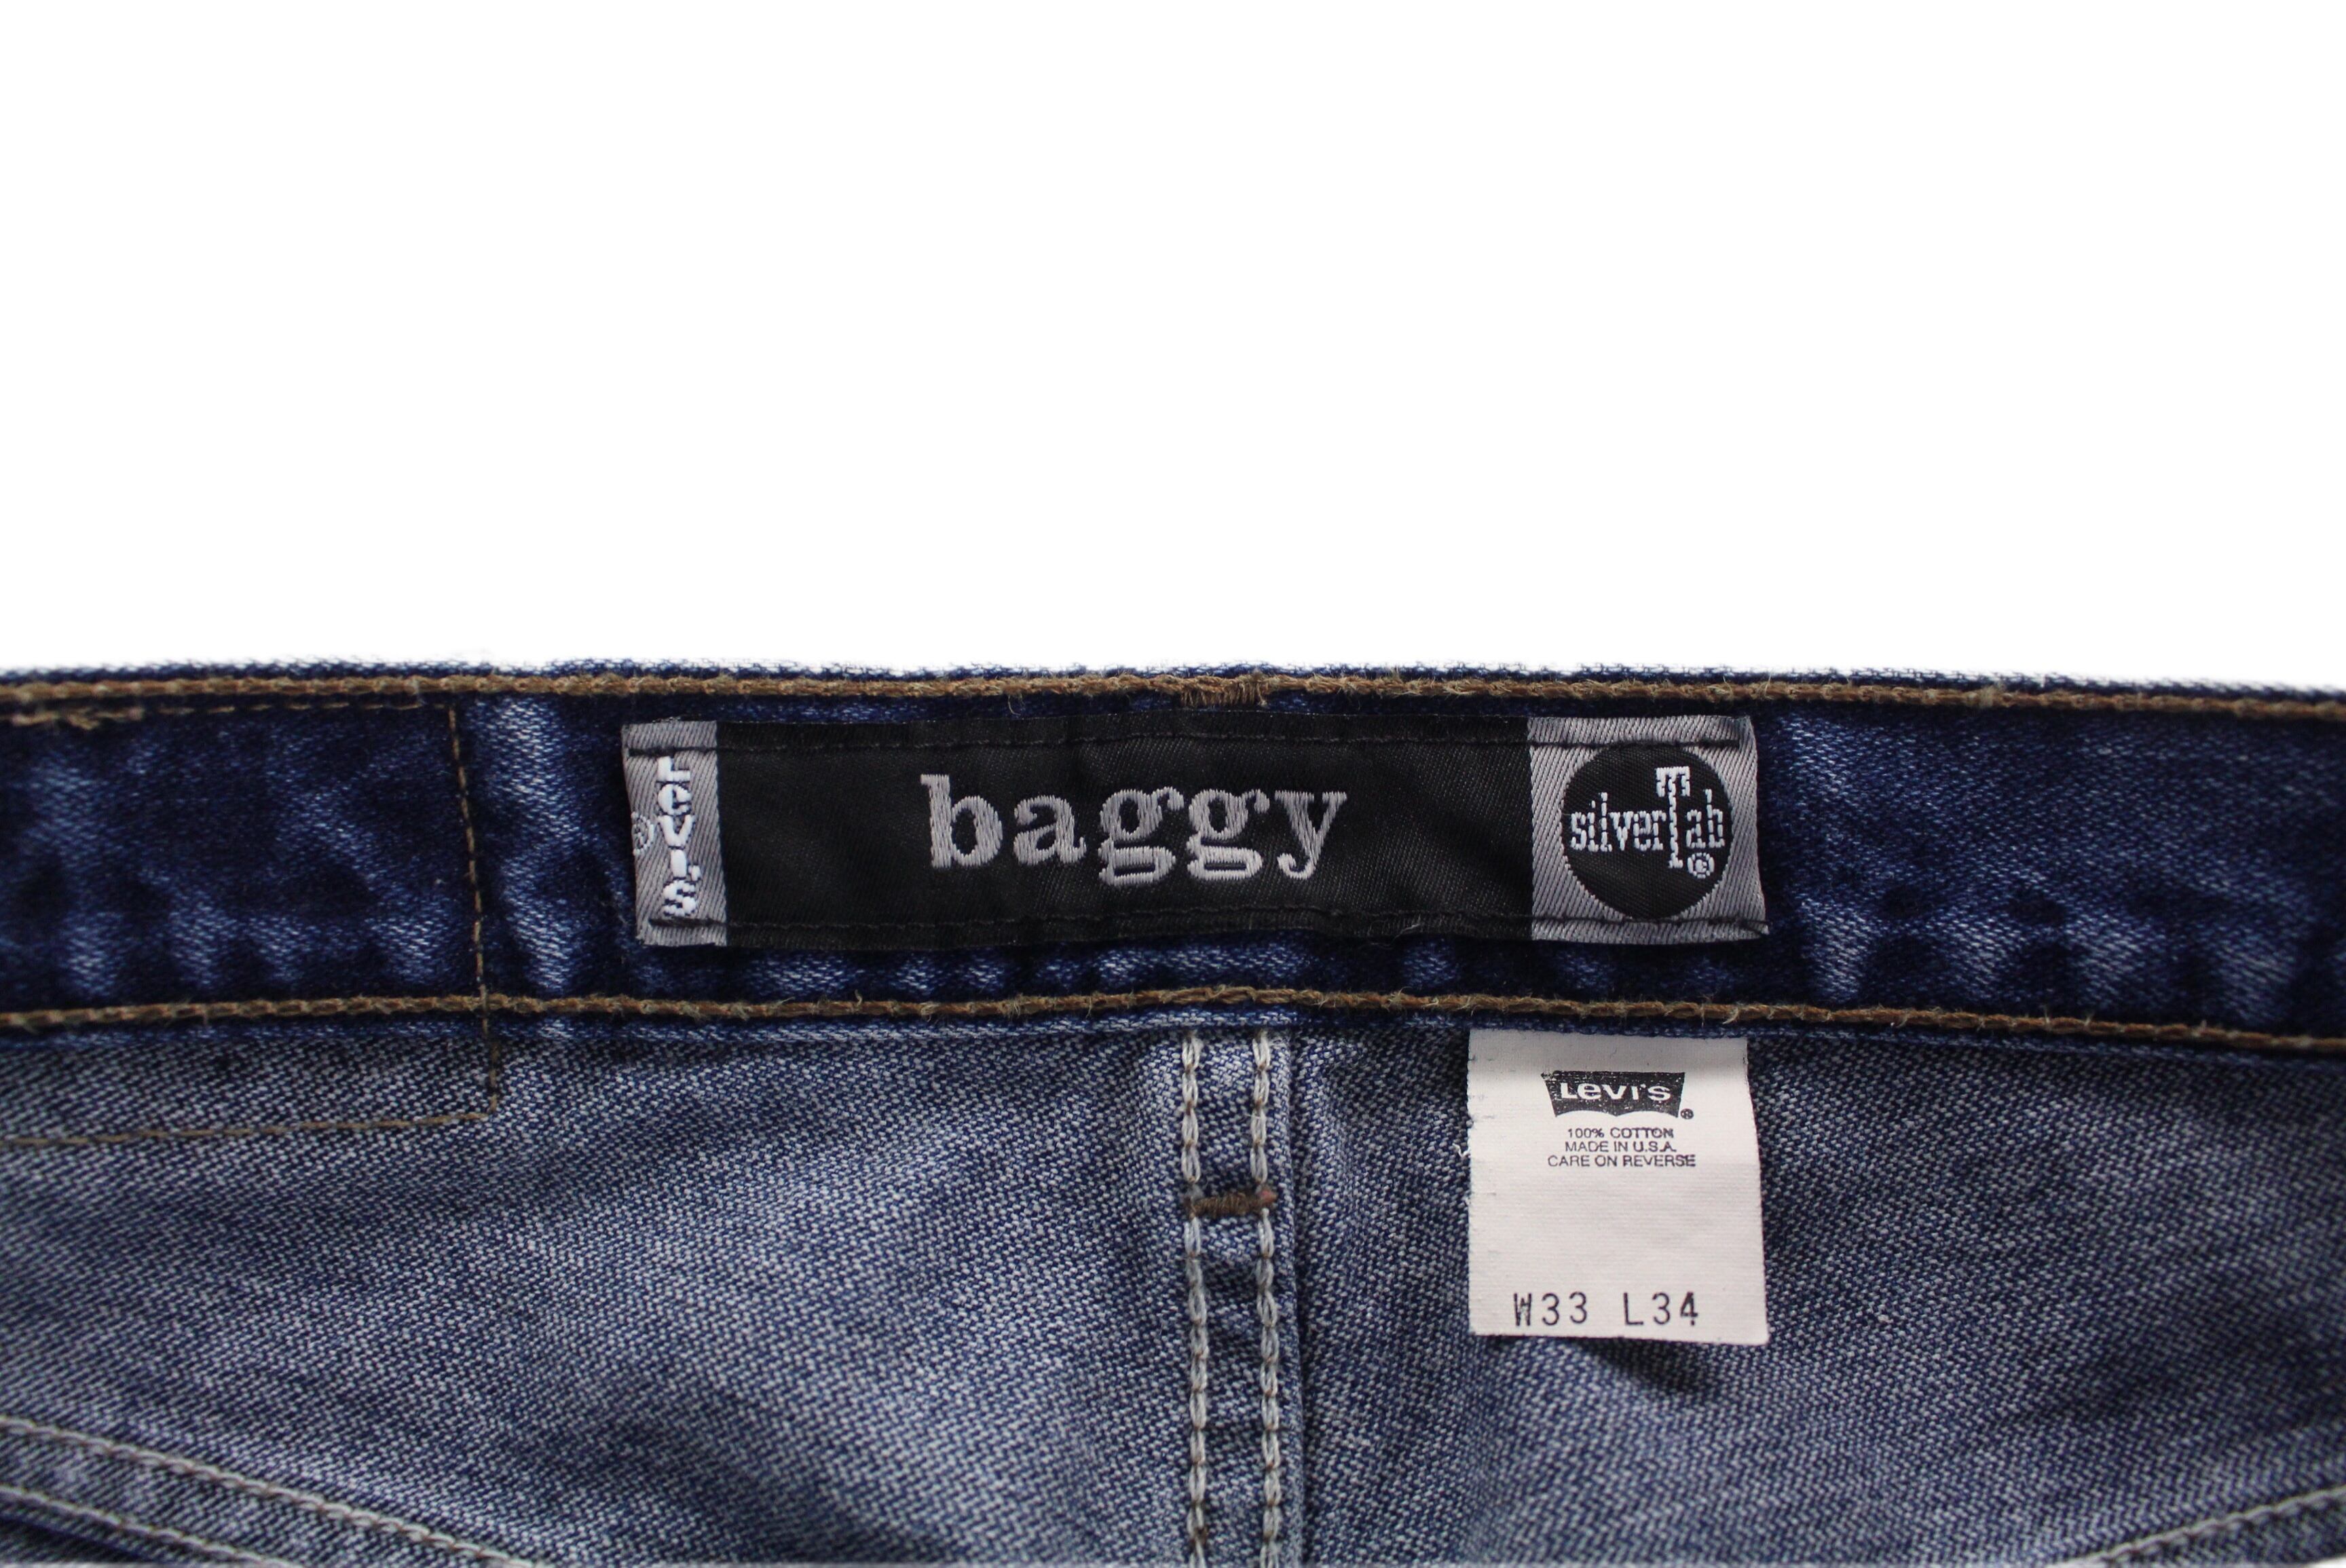 Levi's®
baggy
silverTab®
Levi's®
100% COTTON
MADE IN U.S.A.
CARE ON REVERSE
W33 L34